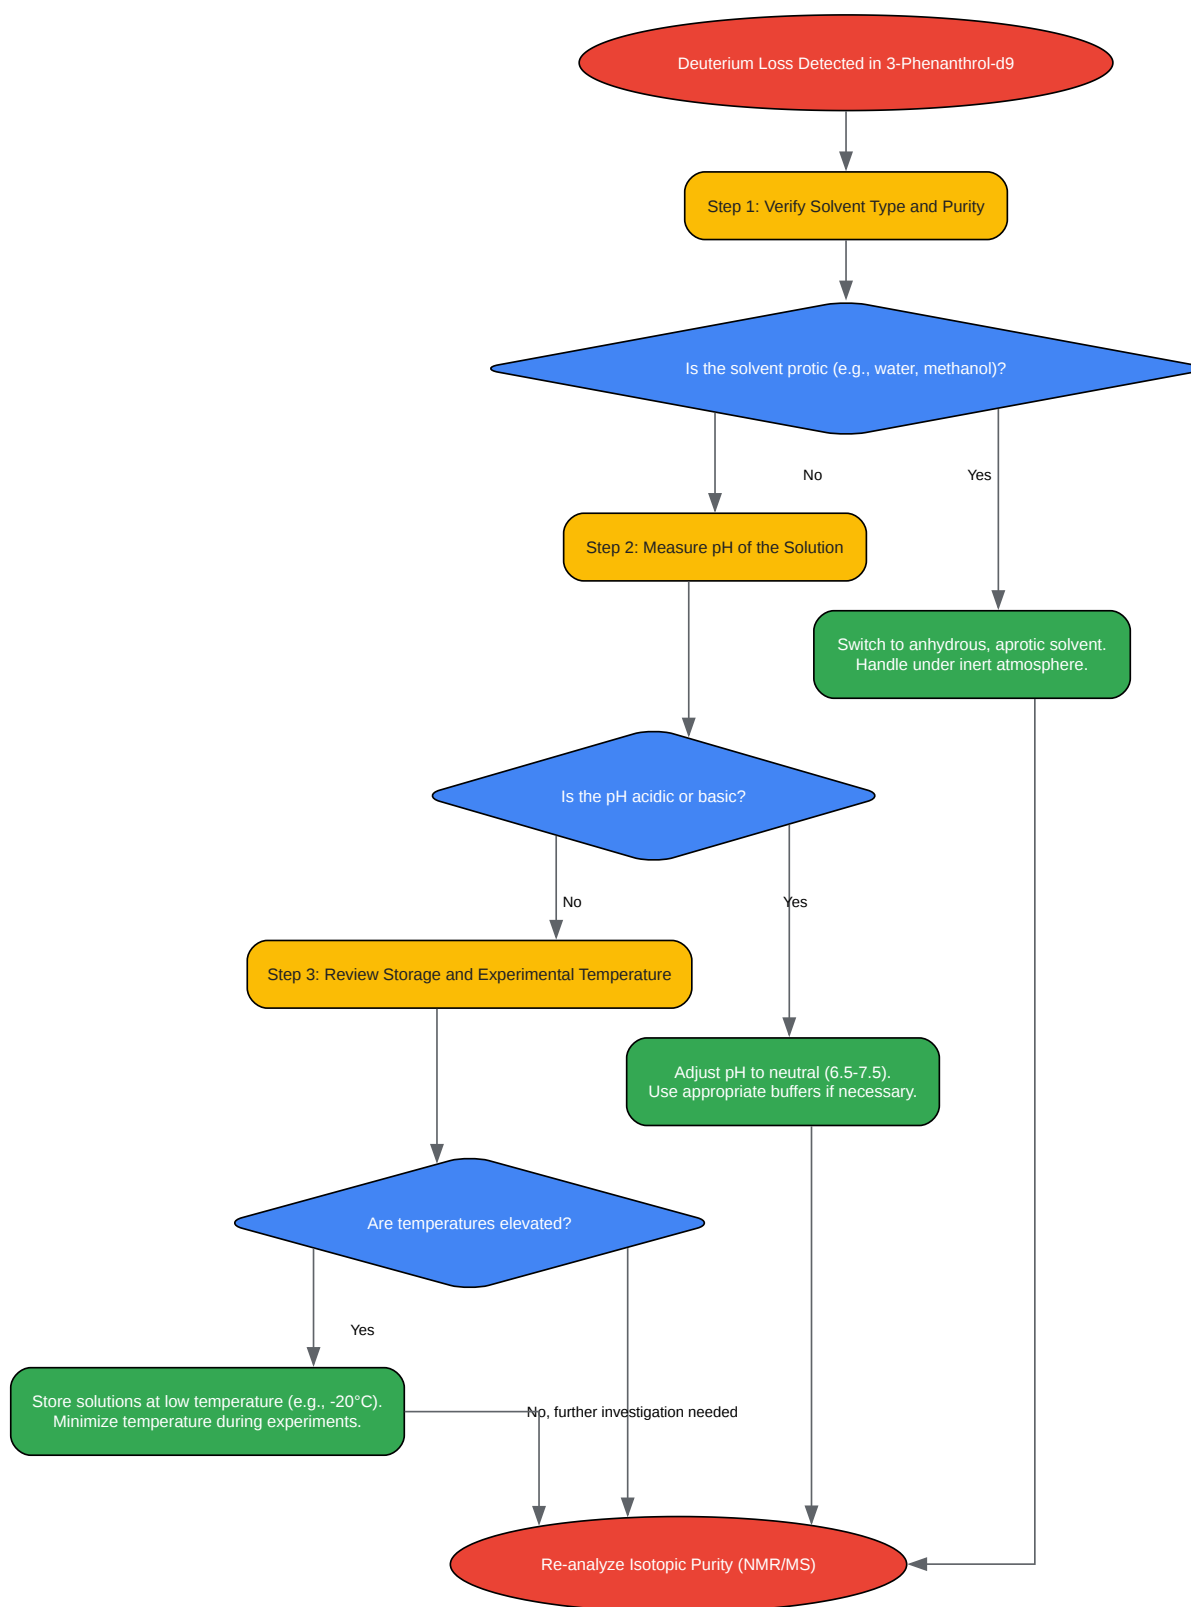 Deuterium Loss Detected in 3-Phenanthrol-d9
Step 1: Verify Solvent Type and Purity
Is the solvent protic (e.g., water, methanol)?
No
Yes
Step 2: Measure pH of the Solution
Switch to anhydrous, aprotic solvent.
Handle under inert atmosphere.
Is the pH acidic or basic?
No
Yes
Step 3: Review Storage and Experimental Temperature
Adjust pH to neutral (6.5-7.5).
Use appropriate buffers if necessary.
Are temperatures elevated?
Yes
Store solutions at low temperature (e.g., -20°C).
Minimize temperature during experiments.
No, further investigation needed
Re-analyze Isotopic Purity (NMR/MS)